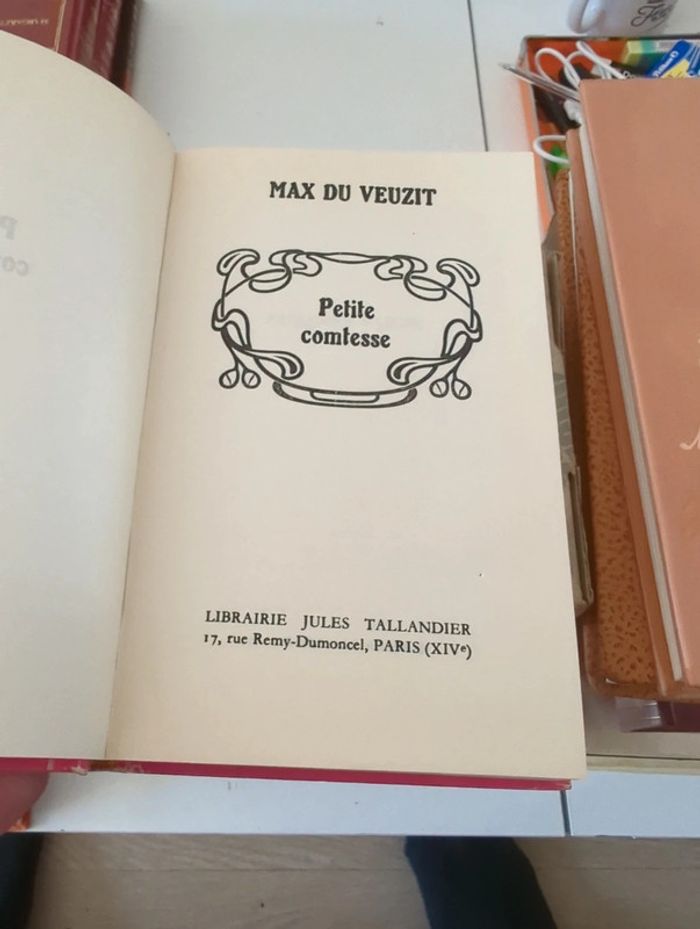 MAX DU VEUZIT
Petite
comtesse
LIBRAIRIE JULES TALLANDIER
17, rue Remy-Dumoncel, PARIS (XIVe)